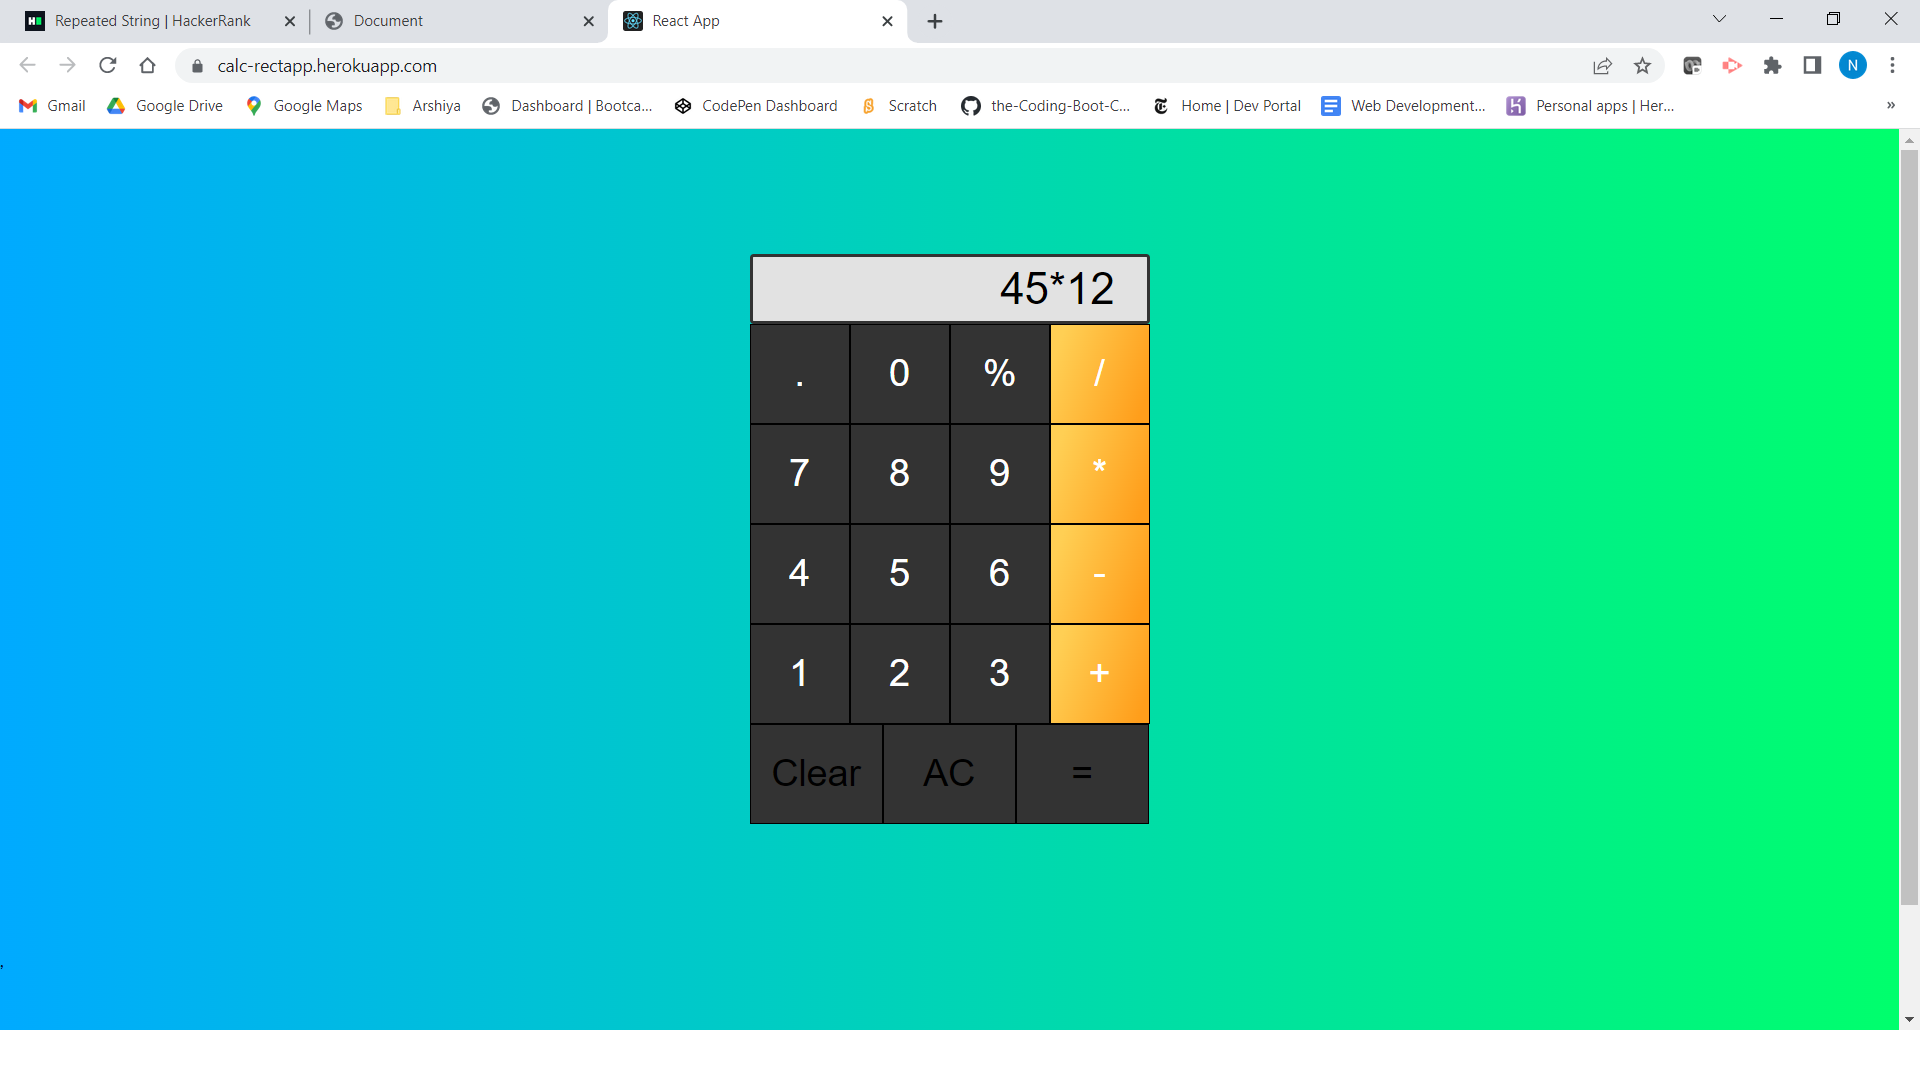 Repeated String | HackerRank
Document
React App
calc-rectapp.herokuapp.com
N
Gmail
Google Drive
Google Maps
Arshiya
Dashboard | Bootca...
CodePen Dashboard
Scratch
the-Coding-Boot-C...
Home | Dev Portal
Web Development...
Personal apps | Her...
»
45*12
. 0 % /
7 8 9 *
4 5 6 -
1 2 3 +
Clear AC =
,